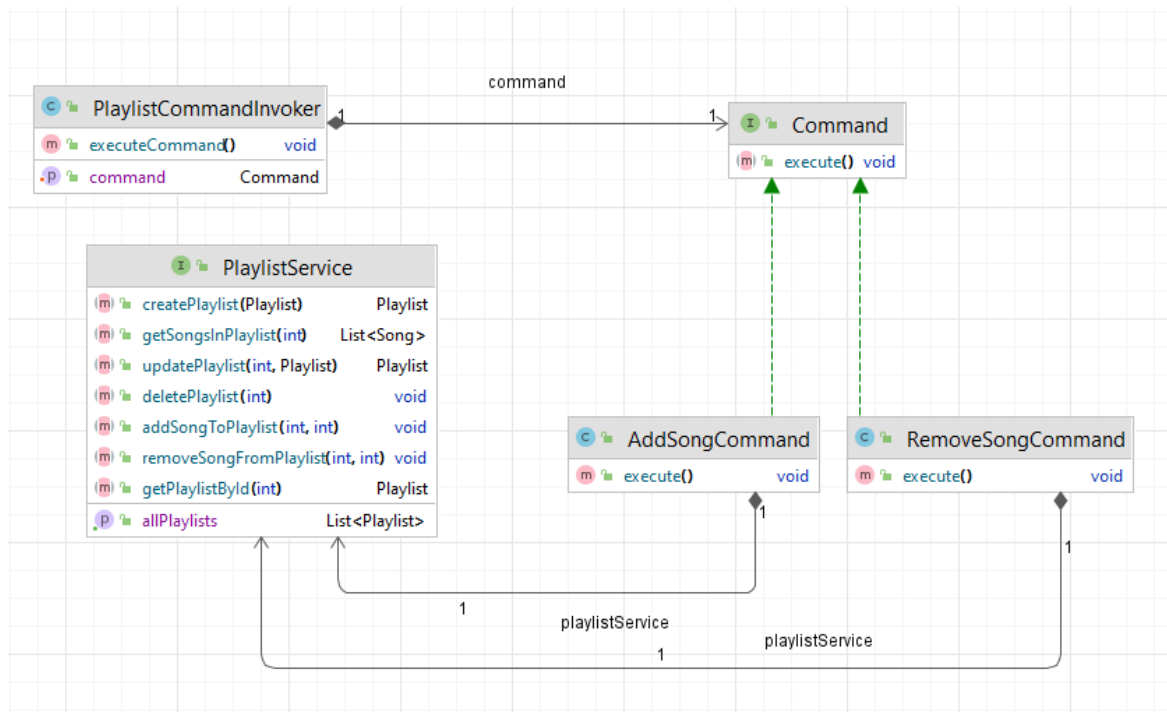 command
C PlaylistCommandInvoker
1
1
m executeCommand() void
p command Command
I Command
(m) execute() void
I PlaylistService
(m) createPlaylist(Playlist) Playlist
(m) getSongsInPlaylist(int) List<Song>
(m) updatePlaylist(int, Playlist) Playlist
(m) deletePlaylist(int) void
(m) addSongToPlaylist(int, int) void
(m) removeSongFromPlaylist(int, int) void
(m) getPlaylistById(int) Playlist
p allPlaylists List<Playlist>
C AddSongCommand
m execute() void
C RemoveSongCommand
m execute() void
1
1
1
playlistService
playlistService
1